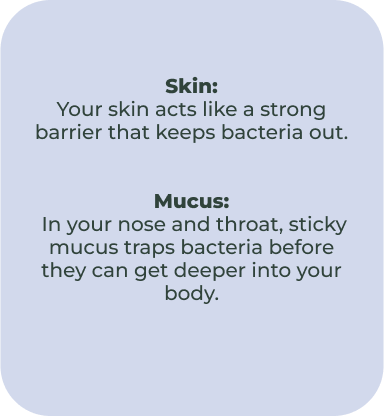 Skin:
Your skin acts like a strong
barrier that keeps bacteria out.
Mucus:
In your nose and throat, sticky
mucus traps bacteria before
they can get deeper into your
body.